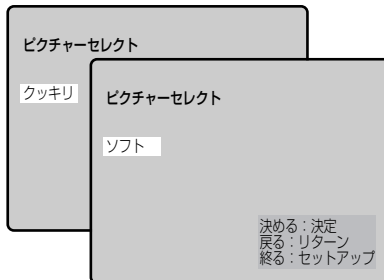 ピクチャーセレクト
クッキリ
ピクチャーセレクト
ソフト
決める：決定
戻る：リターン
終る：セットアップ